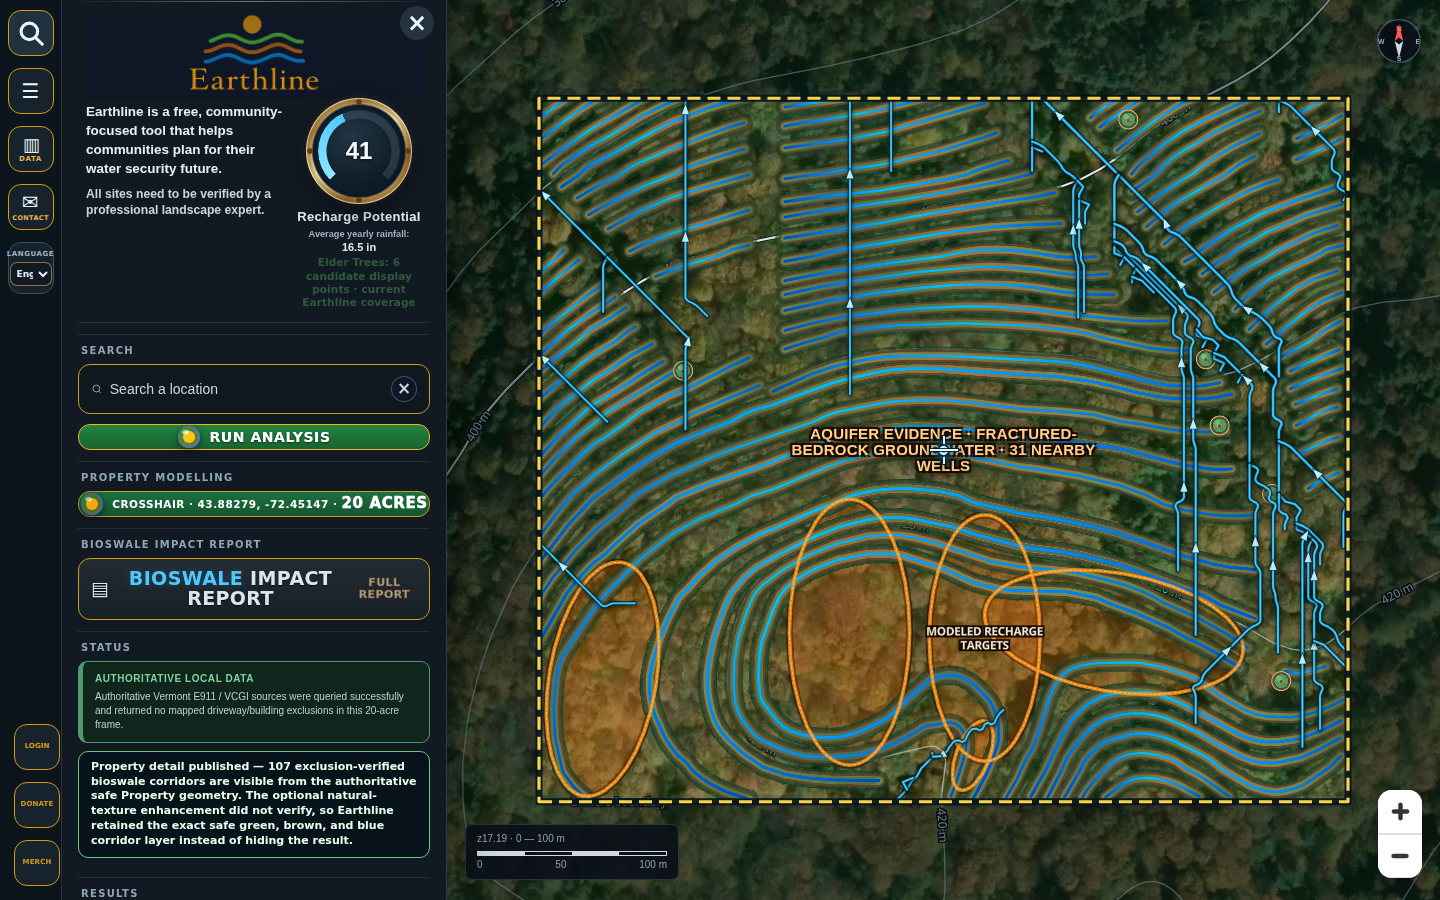 DATA
CONTACT
LANGUAGE
Eng
LOGIN
DONATE
MERCH
Earthline
Earthline is a free, community-
focused tool that helps
communities plan for their
water security future.
All sites need to be verified by a
professional landscape expert.
41
Recharge Potential
Average yearly rainfall:
16.5 in
Elder Trees: 6
candidate display
points · current
Earthline coverage
SEARCH
Search a location
RUN ANALYSIS
PROPERTY MODELLING
CROSSHAIR · 43.88279, -72.45147 · 20 ACRES
BIOSWALE IMPACT REPORT
BIOSWALE IMPACT
REPORT
FULL
REPORT
STATUS
AUTHORITATIVE LOCAL DATA
Authoritative Vermont E911 / VCGI sources were queried successfully
and returned no mapped driveway/building exclusions in this 20-acre
frame.
Property detail published — 107 exclusion-verified
bioswale corridors are visible from the authoritative
safe Property geometry. The optional natural-
texture enhancement did not verify, so Earthline
retained the exact safe green, brown, and blue
corridor layer instead of hiding the result.
RESULTS
W
E
S
400 m
AQUIFER EVIDENCE · FRACTURED-
BEDROCK GROUNDWATER · 31 NEARBY
WELLS
420 m
MODELED RECHARGE
TARGETS
420 m
z17.19 · 0 — 100 m
0
50
100 m